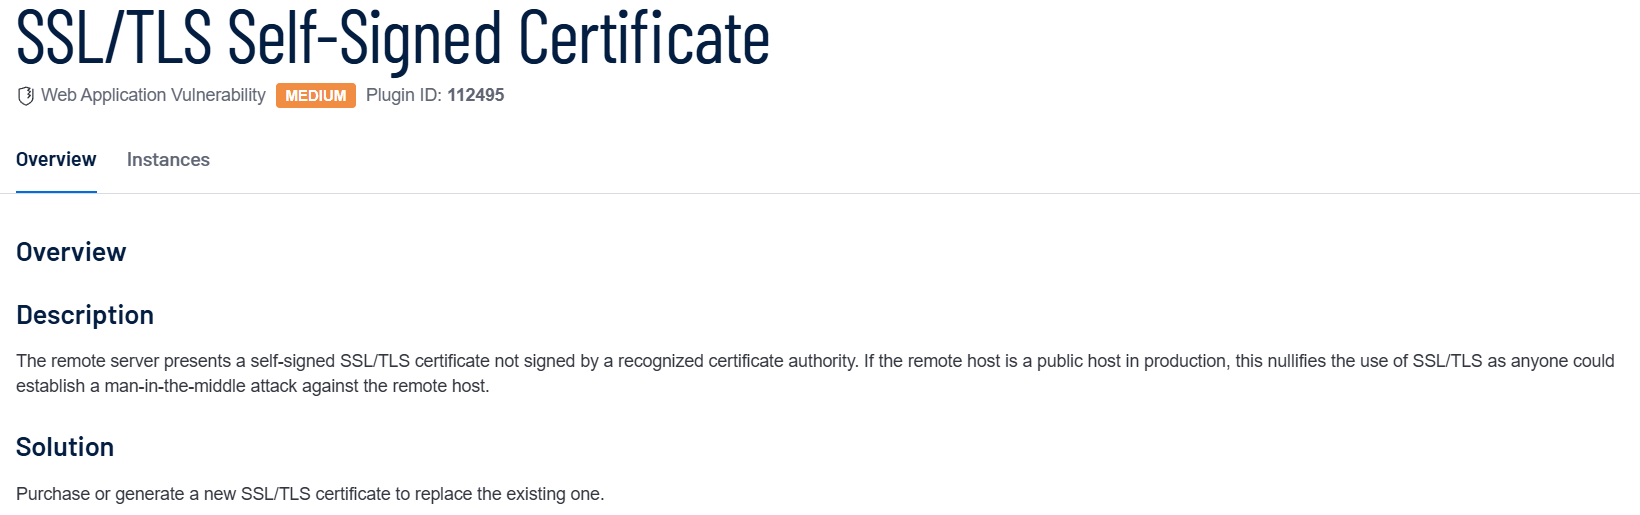 SSL/TLS Self-Signed Certificate
Web Application Vulnerability MEDIUM Plugin ID: 112495
Overview Instances
Overview
Description
The remote server presents a self-signed SSL/TLS certificate not signed by a recognized certificate authority. If the remote host is a public host in production, this nullifies the use of SSL/TLS as anyone could
establish a man-in-the-middle attack against the remote host.
Solution
Purchase or generate a new SSL/TLS certificate to replace the existing one.